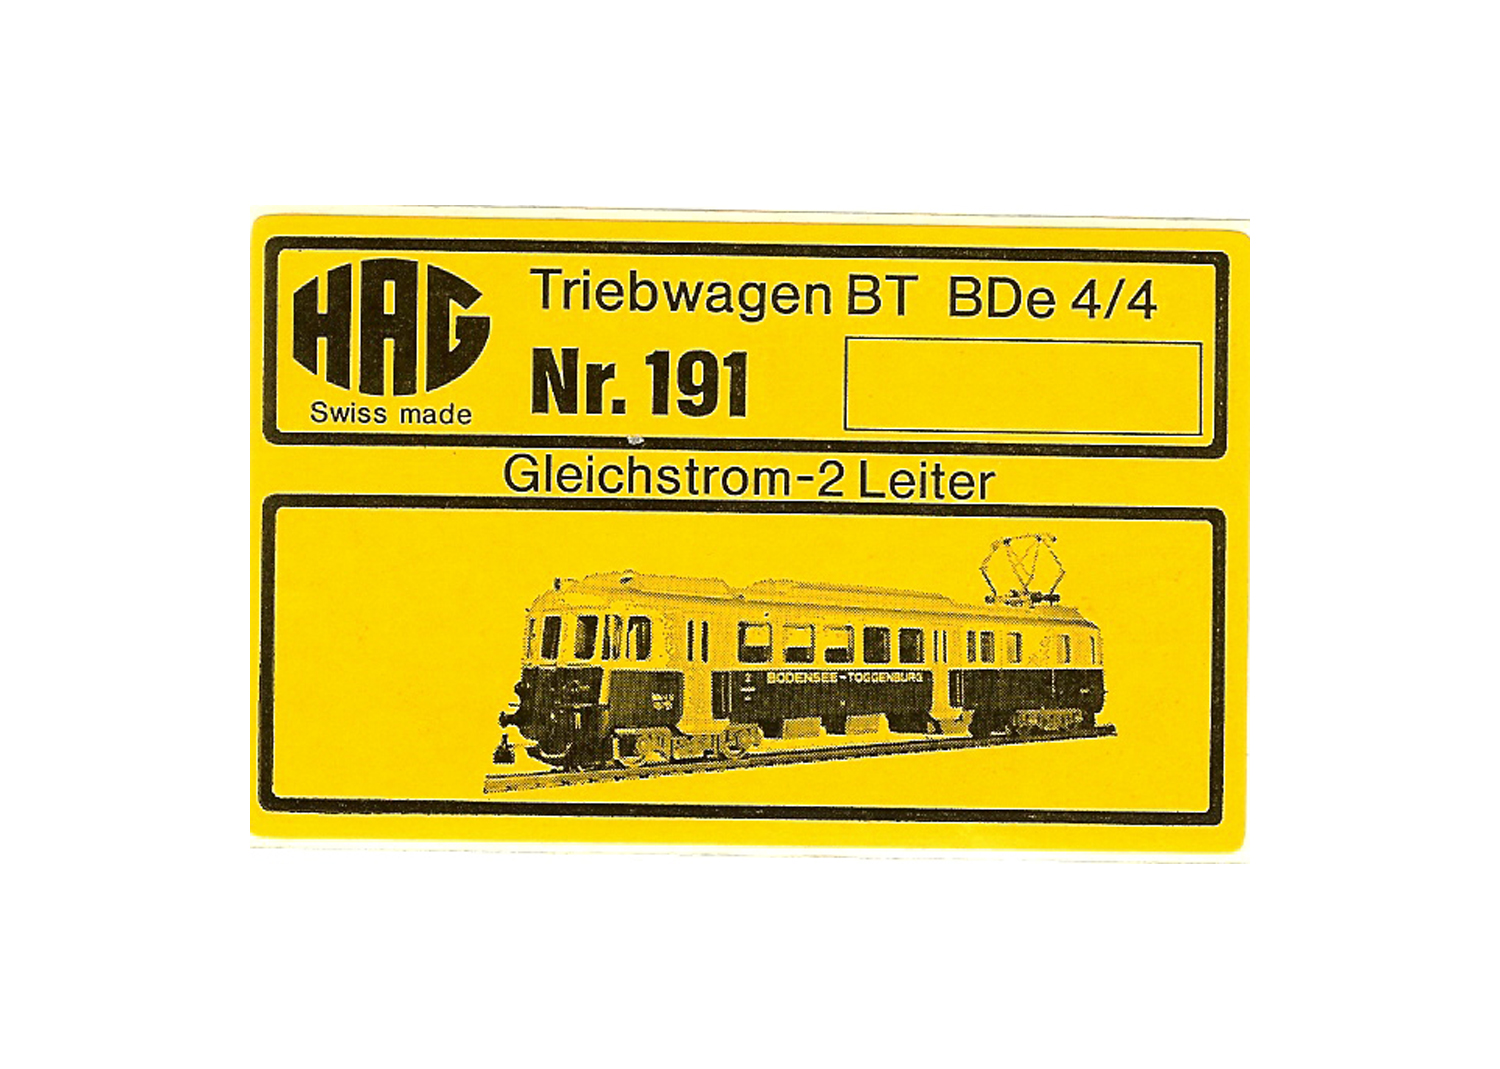 HAG
Swiss made
Triebwagen BT BDe 4/4
Nr. 191
Gleichstrom-2 Leiter
BODENSEE-TOGGENBURG